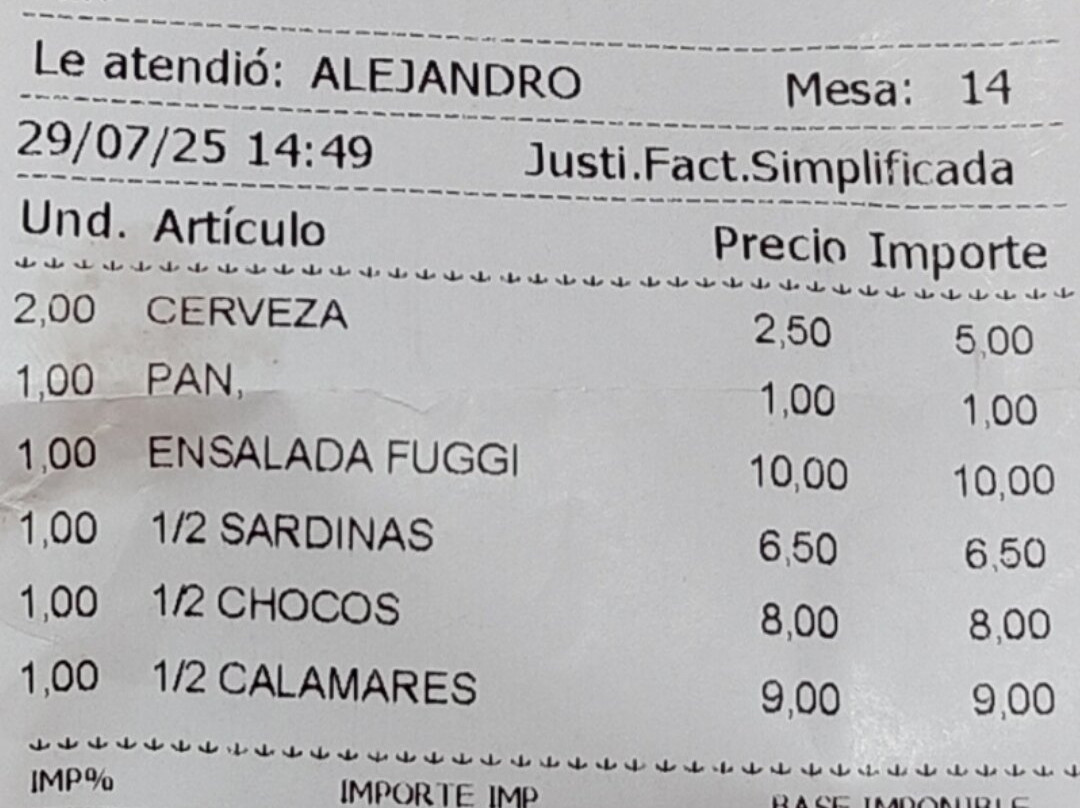 Le atendió: ALEJANDRO Mesa: 14
29/07/25 14:49 Justi.Fact.Simplificada
Und. Artículo Precio Importe
2,00 CERVEZA 2,50 5,00
1,00 PAN, 1,00 1,00
1,00 ENSALADA FUGGI 10,00 10,00
1,00 1/2 SARDINAS 6,50 6,50
1,00 1/2 CHOCOS 8,00 8,00
1,00 1/2 CALAMARES 9,00 9,00
IMP% IMPORTE IMP BASE IMPONIBLE